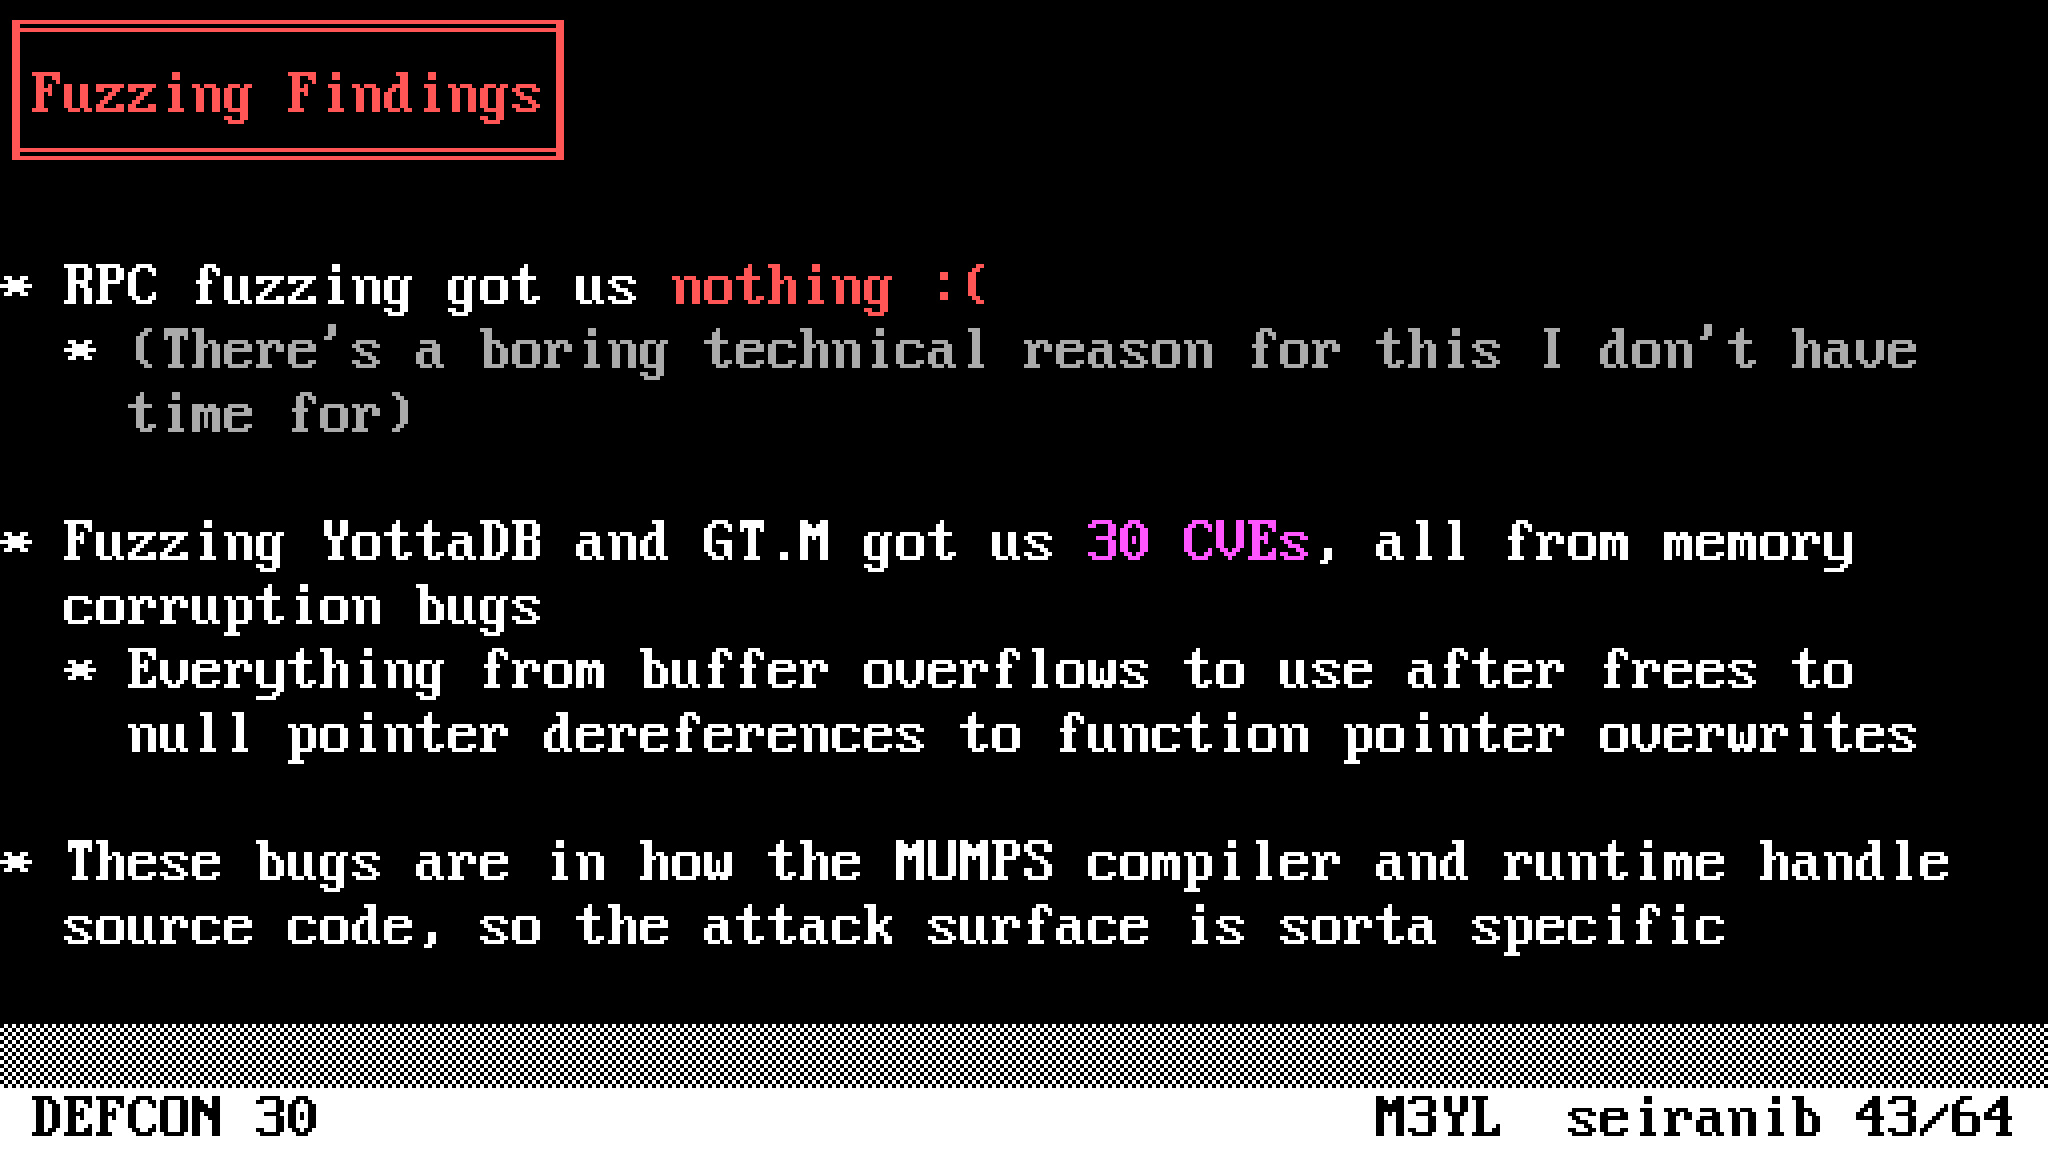 Fuzzing Findings
* RPC fuzzing got us nothing :(
* (There's a boring technical reason for this I don't have
time for)
* Fuzzing YottaDB and GT.M got us 30 CVEs, all from memory
corruption bugs
* Everything from buffer overflows to use after frees to
null pointer dereferences to function pointer overwrites
* These bugs are in how the MUMPS compiler and runtime handle
source code, so the attack surface is sorta specific
DEFCON 30 M3YL seiranib 43/64